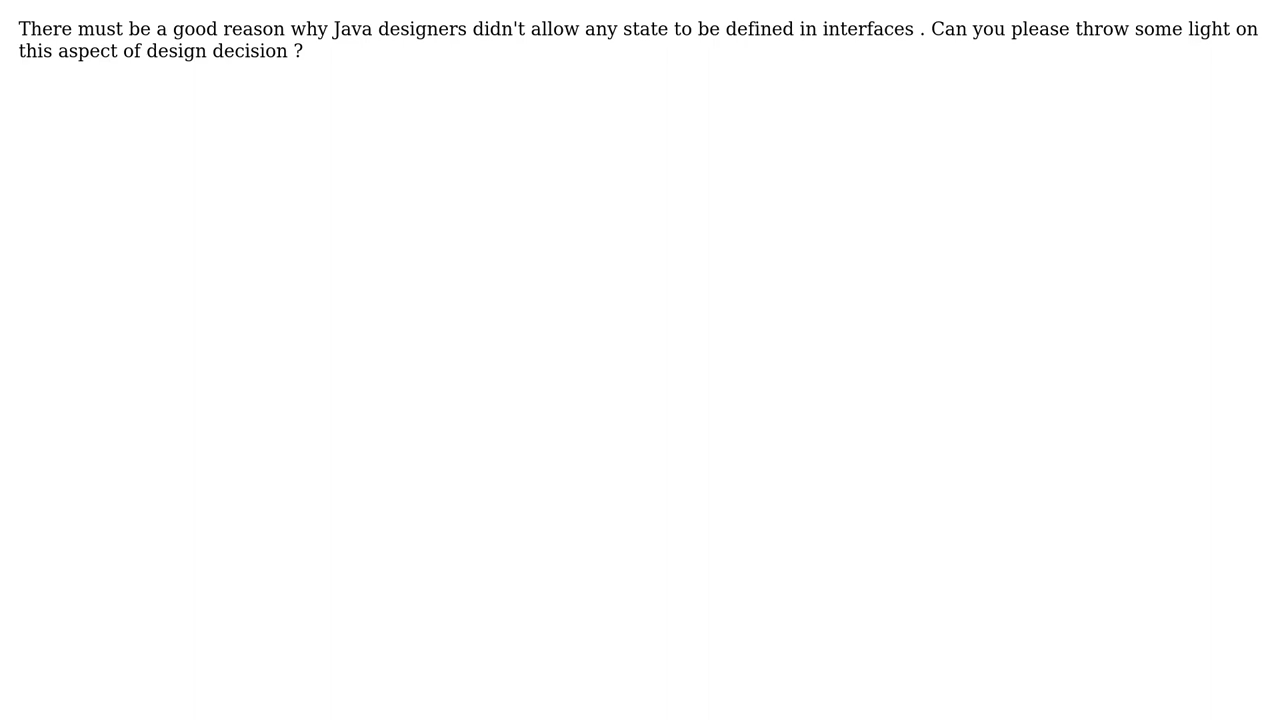 There must be a good reason why Java designers didn't allow any state to be defined in interfaces . Can you please throw some light on
this aspect of design decision ?